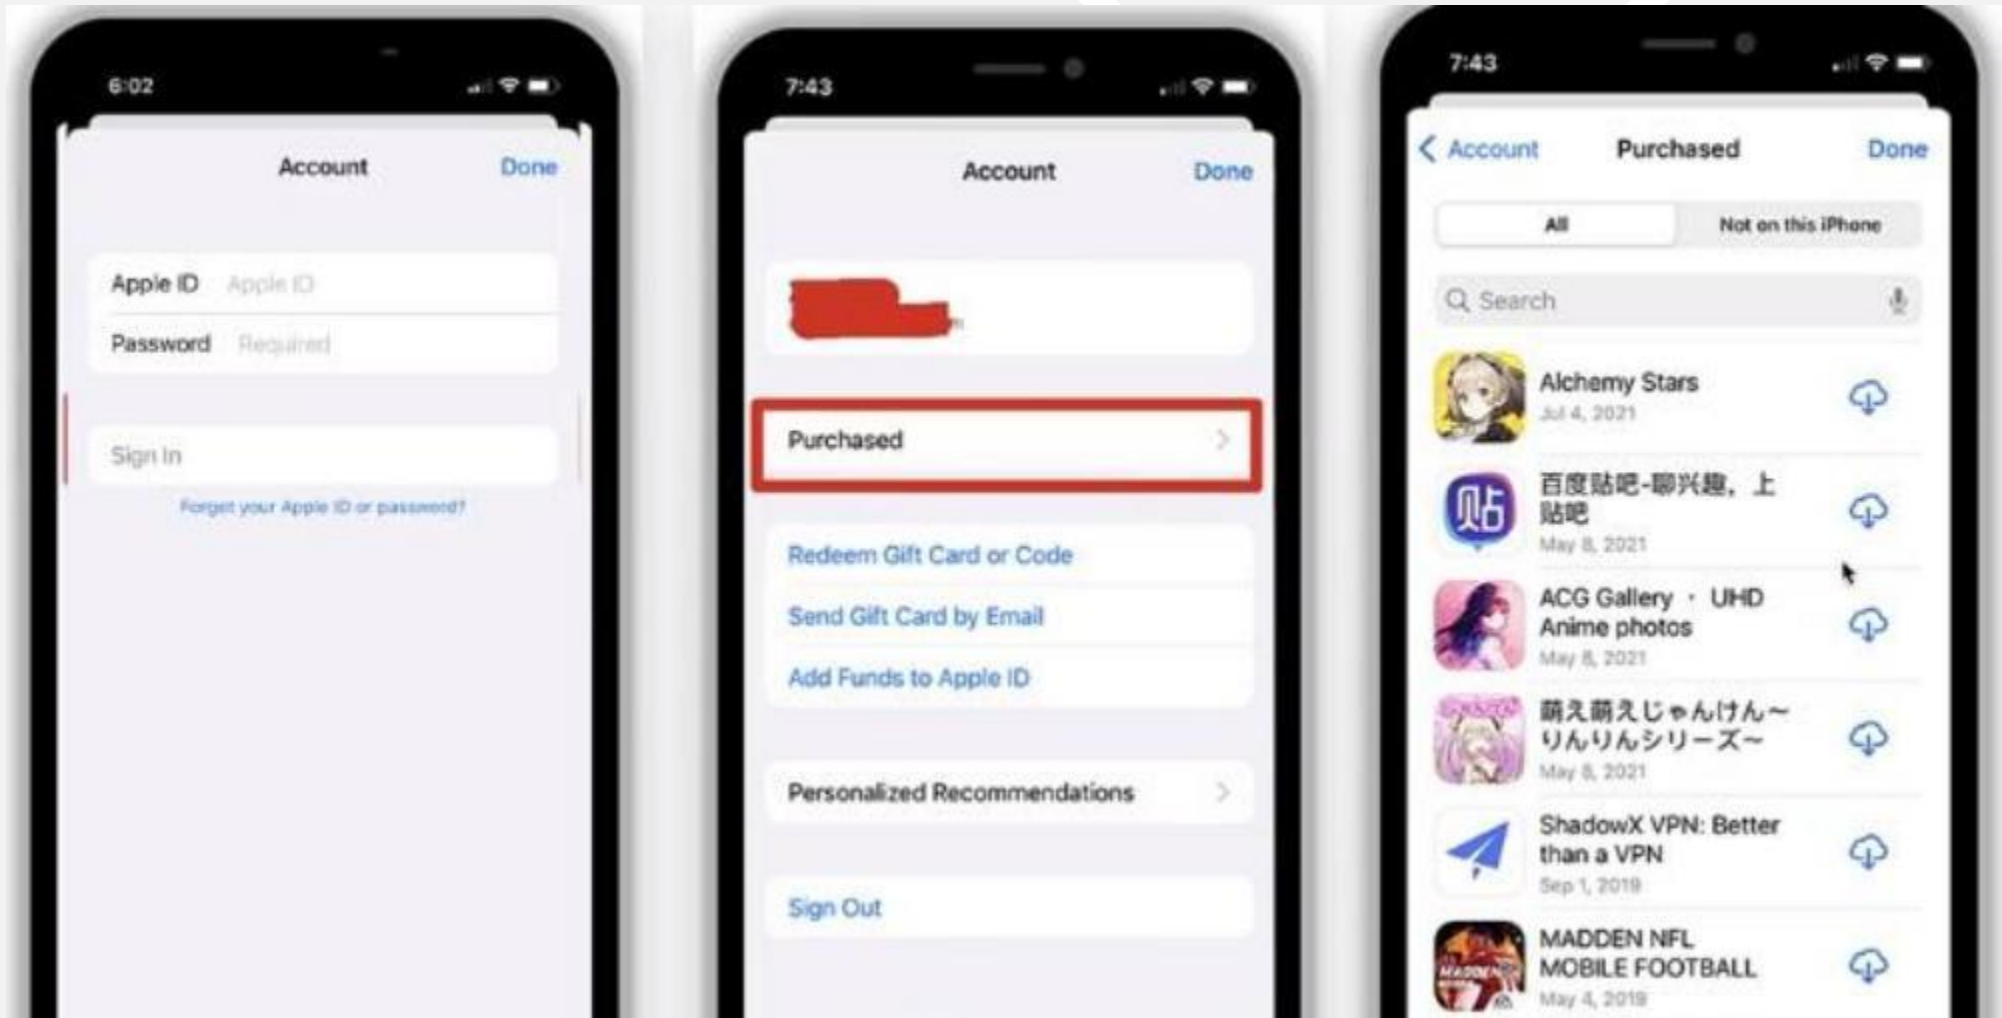 6:02
Account
Done
Apple ID Apple ID
Password Required
Sign In
Forget your Apple ID or password?
7:43
Account
Done
Purchased
Redeem Gift Card or Code
Send Gift Card by Email
Add Funds to Apple ID
Personalized Recommendations
Sign Out
7:43
Account
Purchased
Done
All
Not on this iPhone
Search
Alchemy Stars
Jul 4, 2021
贴
百度贴吧-聊兴趣，上
贴吧
May 8, 2021
ACG Gallery · UHD
Anime photos
May 8, 2021
萌え萌えじゃんけん～
りんりんシリーズ～
May 8, 2021
ShadowX VPN: Better
than a VPN
Sep 1, 2019
MADDEN
MADDEN NFL
MOBILE FOOTBALL
May 4, 2019